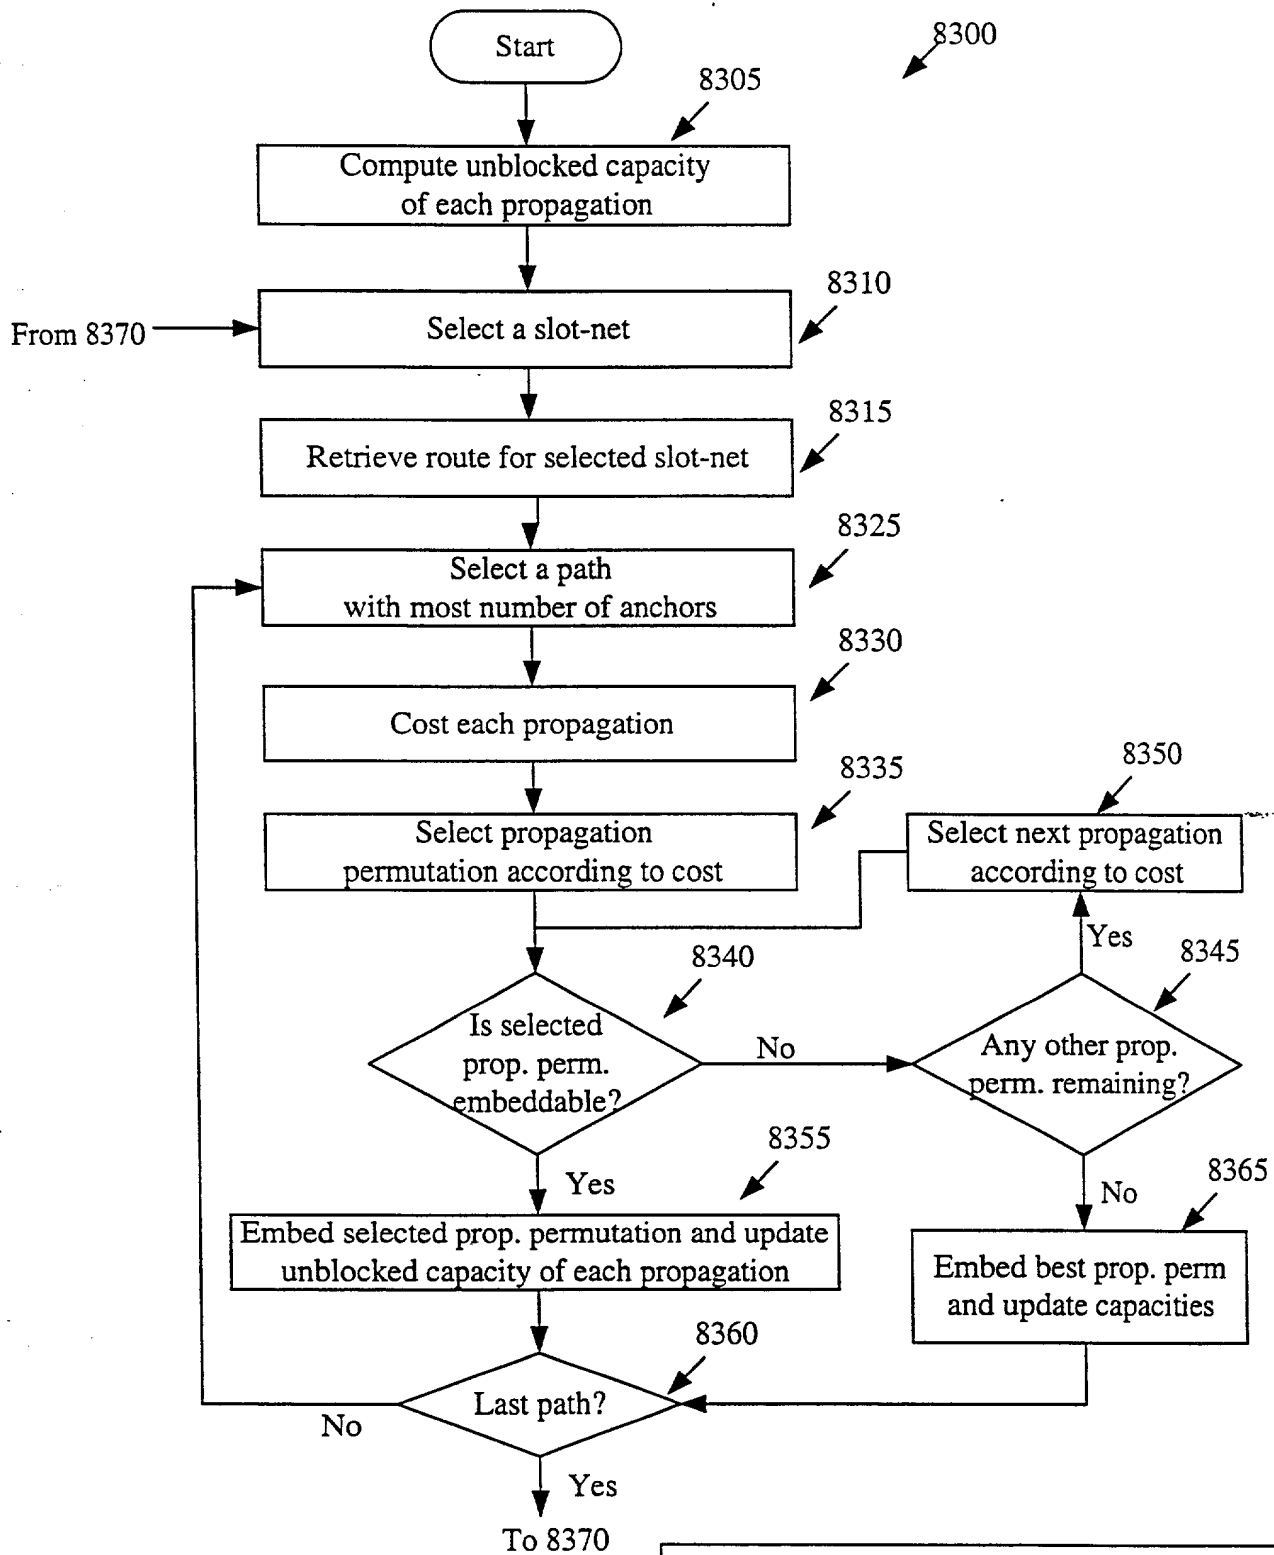 Start
8300
8305
Compute unblocked capacity
of each propagation
8310
From 8370
Select a slot-net
8315
Retrieve route for selected slot-net
8325
Select a path
with most number of anchors
8330
Cost each propagation
8335
Select propagation
permutation according to cost
8350
Select next propagation
according to cost
Yes
8340
8345
Is selected
prop. perm.
embeddable?
No
Any other prop.
perm. remaining?
8355
Yes
No
8365
Embed selected prop. permutation and update
unblocked capacity of each propagation
Embed best prop. perm
and update capacities
8360
Last path?
No
Yes
To 8370